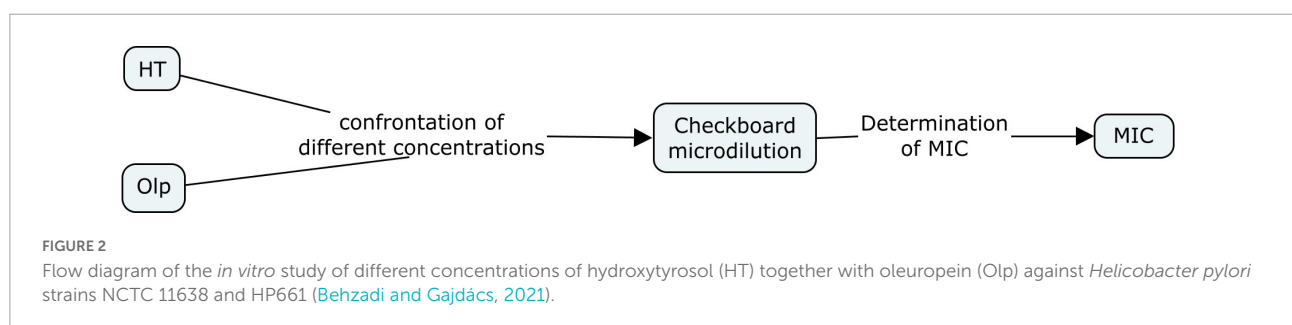 HT
confrontation of
different concentrations
Olp
Checkboard
microdilution
Determination
of MIC
MIC
FIGURE 2
Flow diagram of the in vitro study of different concentrations of hydroxytyrosol (HT) together with oleuropein (Olp) against Helicobacter pylori
strains NCTC 11638 and HP661 (Behzadi and Gajdács, 2021).